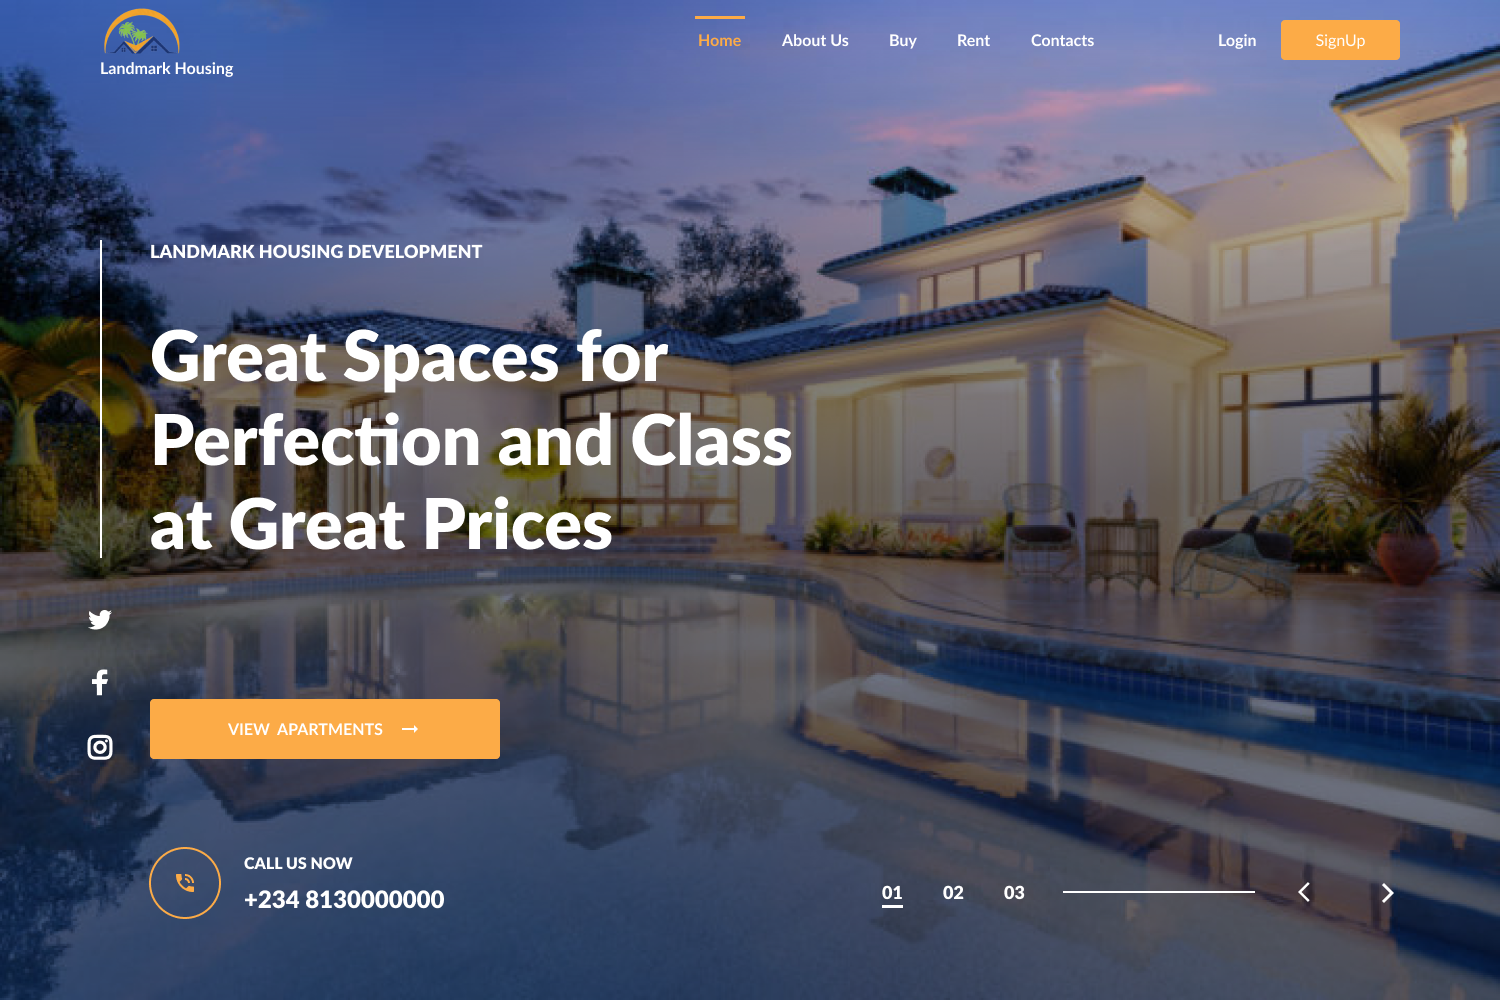 Landmark Housing
Home
About Us
Buy
Rent
Contacts
Login
SignUp
LANDMARK HOUSING DEVELOPMENT
Great Spaces for
Perfection and Class
at Great Prices
VIEW APARTMENTS
CALL US NOW
+234 8130000000
01
02
03